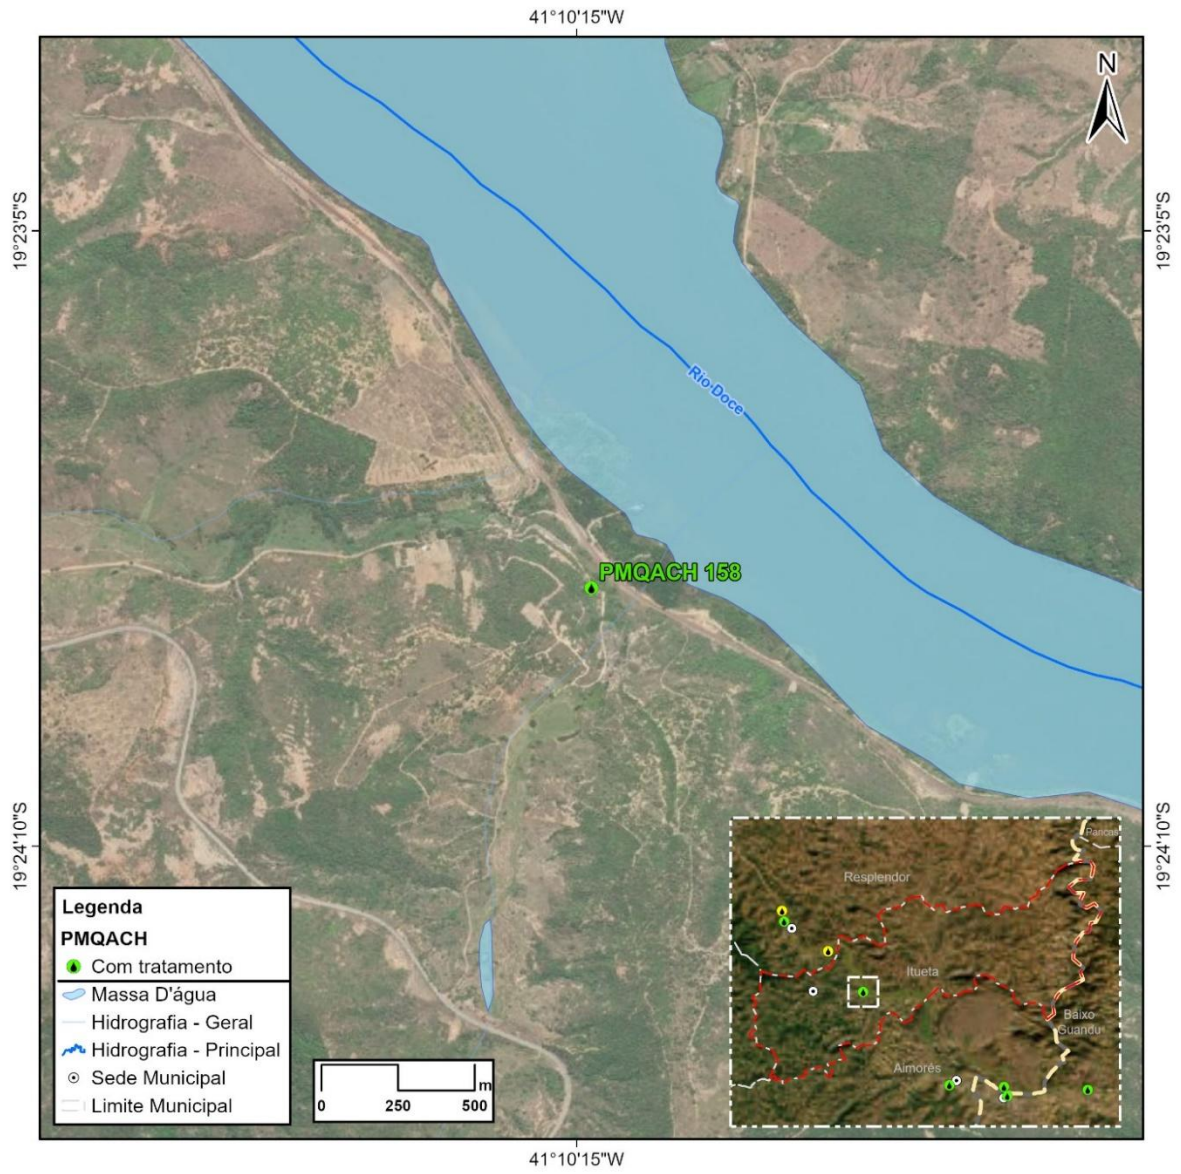 41°10'15"W
N
19°23'5"S
19°23'5"S
Rio Doce
PMQACH 158
19°24'10"S
19°24'10"S
Legenda
PMQACH
Com tratamento
Massa D'água
Hidrografia - Geral
Hidrografia - Principal
Sede Municipal
Limite Municipal
m
0 250 500
Pancas
Resplendor
Itueta
Baixo
Guandu
Aimorés
41°10'15"W